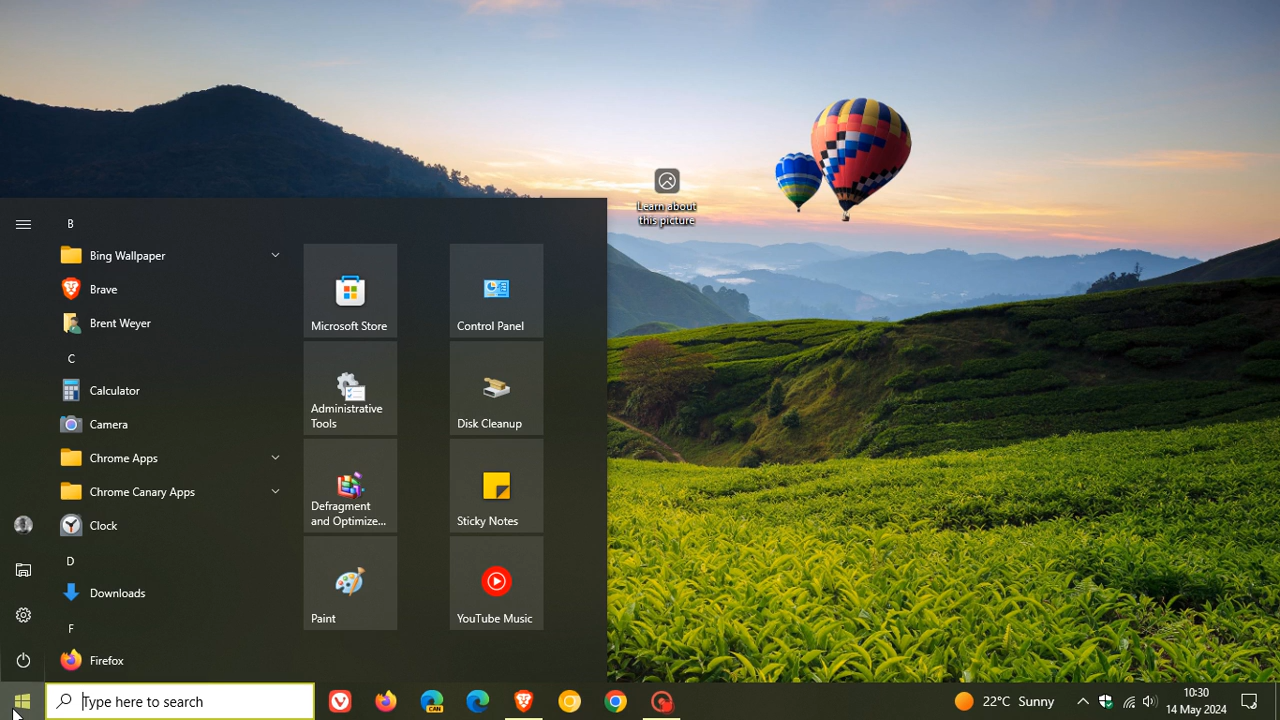 Learn about
this picture
B
Bing Wallpaper
Brave
Brent Weyer
C
Calculator
Camera
Chrome Apps
Chrome Canary Apps
Clock
D
Downloads
F
Firefox
Microsoft Store
Control Panel
Administrative
Tools
Disk Cleanup
Defragment
and Optimize...
Sticky Notes
Paint
YouTube Music
Type here to search
CAN
22°C Sunny
10:30
14 May 2024